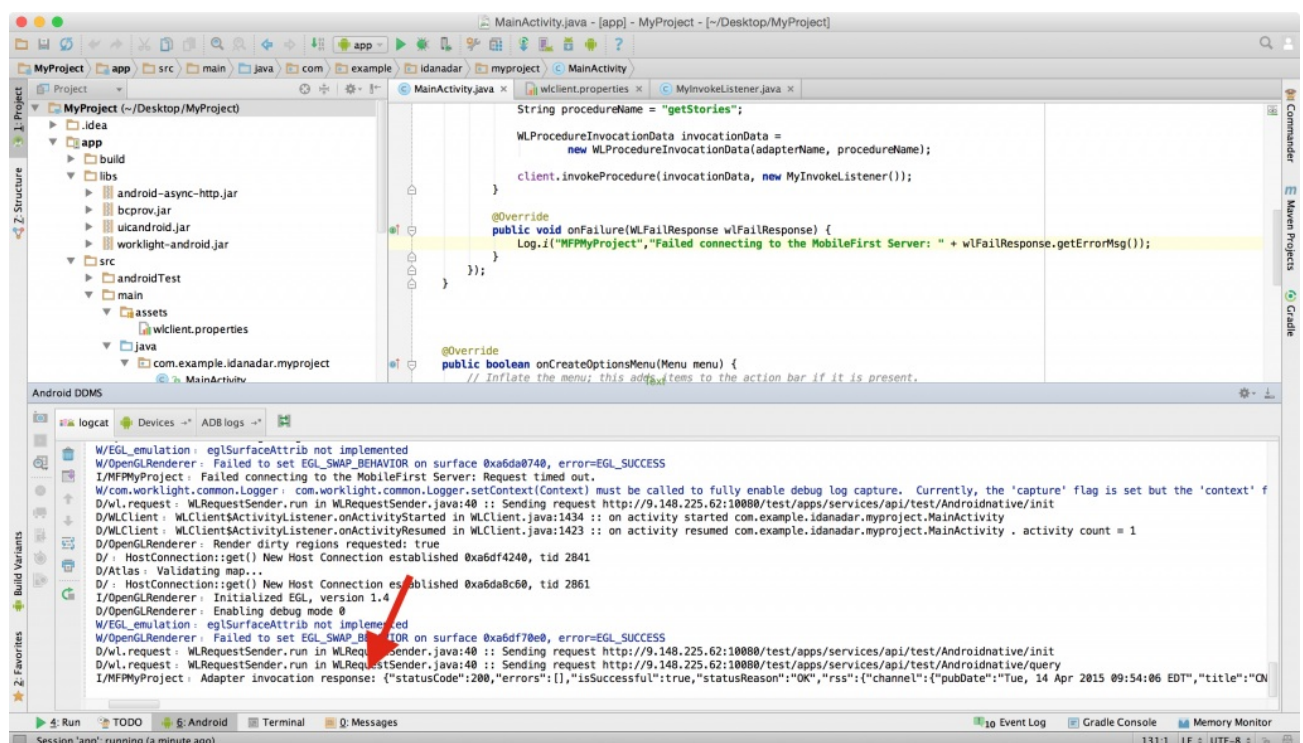 MainActivity.java - [app] - MyProject - [~/Desktop/MyProject]
app
MyProject app src main java com example idanadar myproject MainActivity
Project
MainActivity.java × wlclient.properties × MyInvokeListener.java ×
1: Project
Z: Structure
Build Variants
2: Favorites
MyProject (~/Desktop/MyProject)
.idea
app
build
libs
android-async-http.jar
bcprov.jar
uicandroid.jar
worklight-android.jar
src
androidTest
main
assets
wlclient.properties
java
com.example.idanadar.myproject
MainActivity
String procedureName = "getStories";
WLProcedureInvocationData invocationData =
new WLProcedureInvocationData(adapterName, procedureName);
client.invokeProcedure(invocationData, new MyInvokeListener());
}
@Override
public void onFailure(WLFailResponse wlFailResponse) {
Log.i("MFPMyProject","Failed connecting to the MobileFirst Server: " + wlFailResponse.getErrorMsg());
}
});
}
@Override
public boolean onCreateOptionsMenu(Menu menu) {
// Inflate the menu; this adds items to the action bar if it is present.
Text
Commander
Maven Projects
Gradle
Android DDMS
logcat Devices ADB logs
W/EGL_emulation﹕ eglSurfaceAttrib not implemented
W/OpenGLRenderer﹕ Failed to set EGL_SWAP_BEHAVIOR on surface 0xa6da0740, error=EGL_SUCCESS
I/MFPMyProject﹕ Failed connecting to the MobileFirst Server: Request timed out.
W/com.worklight.common.Logger﹕ com.worklight.common.Logger.setContext(Context) must be called to fully enable debug log capture.  Currently, the 'capture' flag is set but the 'context' f
D/wl.request﹕ WLRequestSender.run in WLRequestSender.java:40 :: Sending request http://9.148.225.62:10080/test/apps/services/api/test/Androidnative/init
D/WLClient﹕ WLClient$ActivityListener.onActivityStarted in WLClient.java:1434 :: on activity started com.example.idanadar.myproject.MainActivity
D/WLClient﹕ WLClient$ActivityListener.onActivityResumed in WLClient.java:1423 :: on activity resumed com.example.idanadar.myproject.MainActivity . activity count = 1
D/OpenGLRenderer﹕ Render dirty regions requested: true
D/﹕ HostConnection::get() New Host Connection established 0xa6df4240, tid 2841
D/Atlas﹕ Validating map...
D/﹕ HostConnection::get() New Host Connection established 0xa6da8c60, tid 2861
I/OpenGLRenderer﹕ Initialized EGL, version 1.4
D/OpenGLRenderer﹕ Enabling debug mode 0
W/EGL_emulation﹕ eglSurfaceAttrib not implemented
W/OpenGLRenderer﹕ Failed to set EGL_SWAP_BEHAVIOR on surface 0xa6df70e0, error=EGL_SUCCESS
D/wl.request﹕ WLRequestSender.run in WLRequestSender.java:40 :: Sending request http://9.148.225.62:10080/test/apps/services/api/test/Androidnative/init
D/wl.request﹕ WLRequestSender.run in WLRequestSender.java:40 :: Sending request http://9.148.225.62:10080/test/apps/services/api/test/Androidnative/query
I/MFPMyProject﹕ Adapter invocation response: {"statusCode":200,"errors":[],"isSuccessful":true,"statusReason":"OK","rss":{"channel":{"pubDate":"Tue, 14 Apr 2015 09:54:06 EDT","title":"CN
4: Run TODO 6: Android Terminal 0: Messages 10 Event Log Gradle Console Memory Monitor
Session 'app': running (a minute ago) 131:1 LF UTF-8